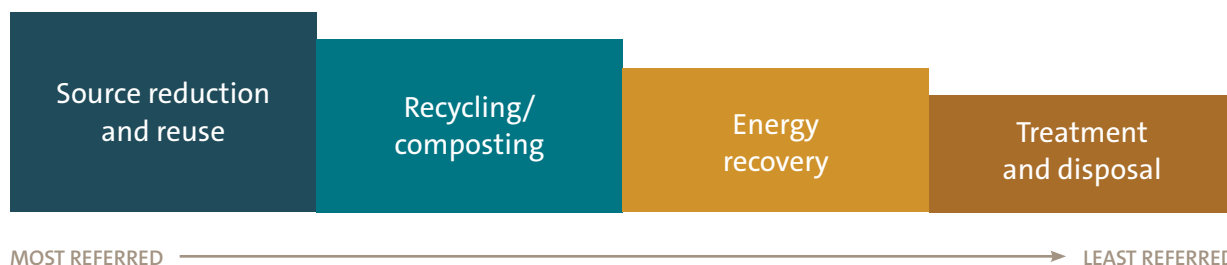 Source reduction
and reuse
Recycling/
composting
Energy
recovery
Treatment
and disposal
MOST REFERRED
LEAST REFERRED